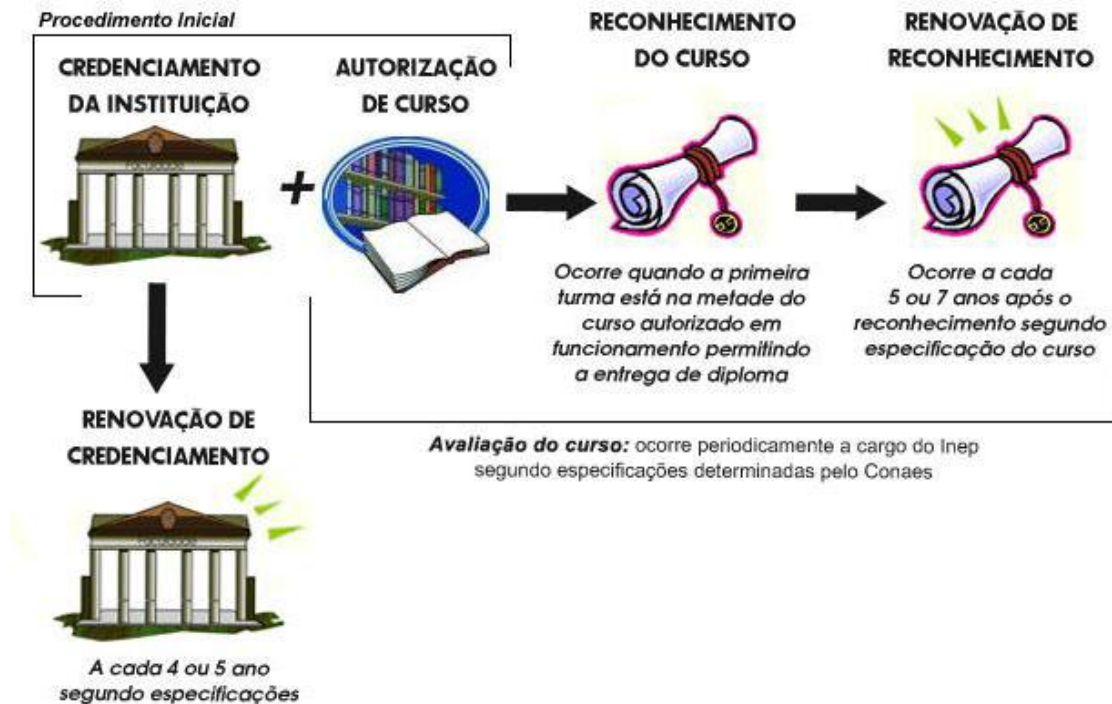 Procedimento Inicial
CREDENCIAMENTO
DA INSTITUIÇÃO
+
AUTORIZAÇÃO
DE CURSO
RECONHECIMENTO
DO CURSO
Ocorre quando a primeira
turma está na metade do
curso autorizado em
funcionamento permitindo
a entrega de diploma
RENOVAÇÃO DE
RECONHECIMENTO
Ocorre a cada
5 ou 7 anos após o
reconhecimento segundo
especificação do curso
Avaliação do curso: ocorre periodicamente a cargo do Inep
segundo especificações determinadas pelo Conaes
RENOVAÇÃO DE
CREDENCIAMENTO
A cada 4 ou 5 ano
segundo especificações